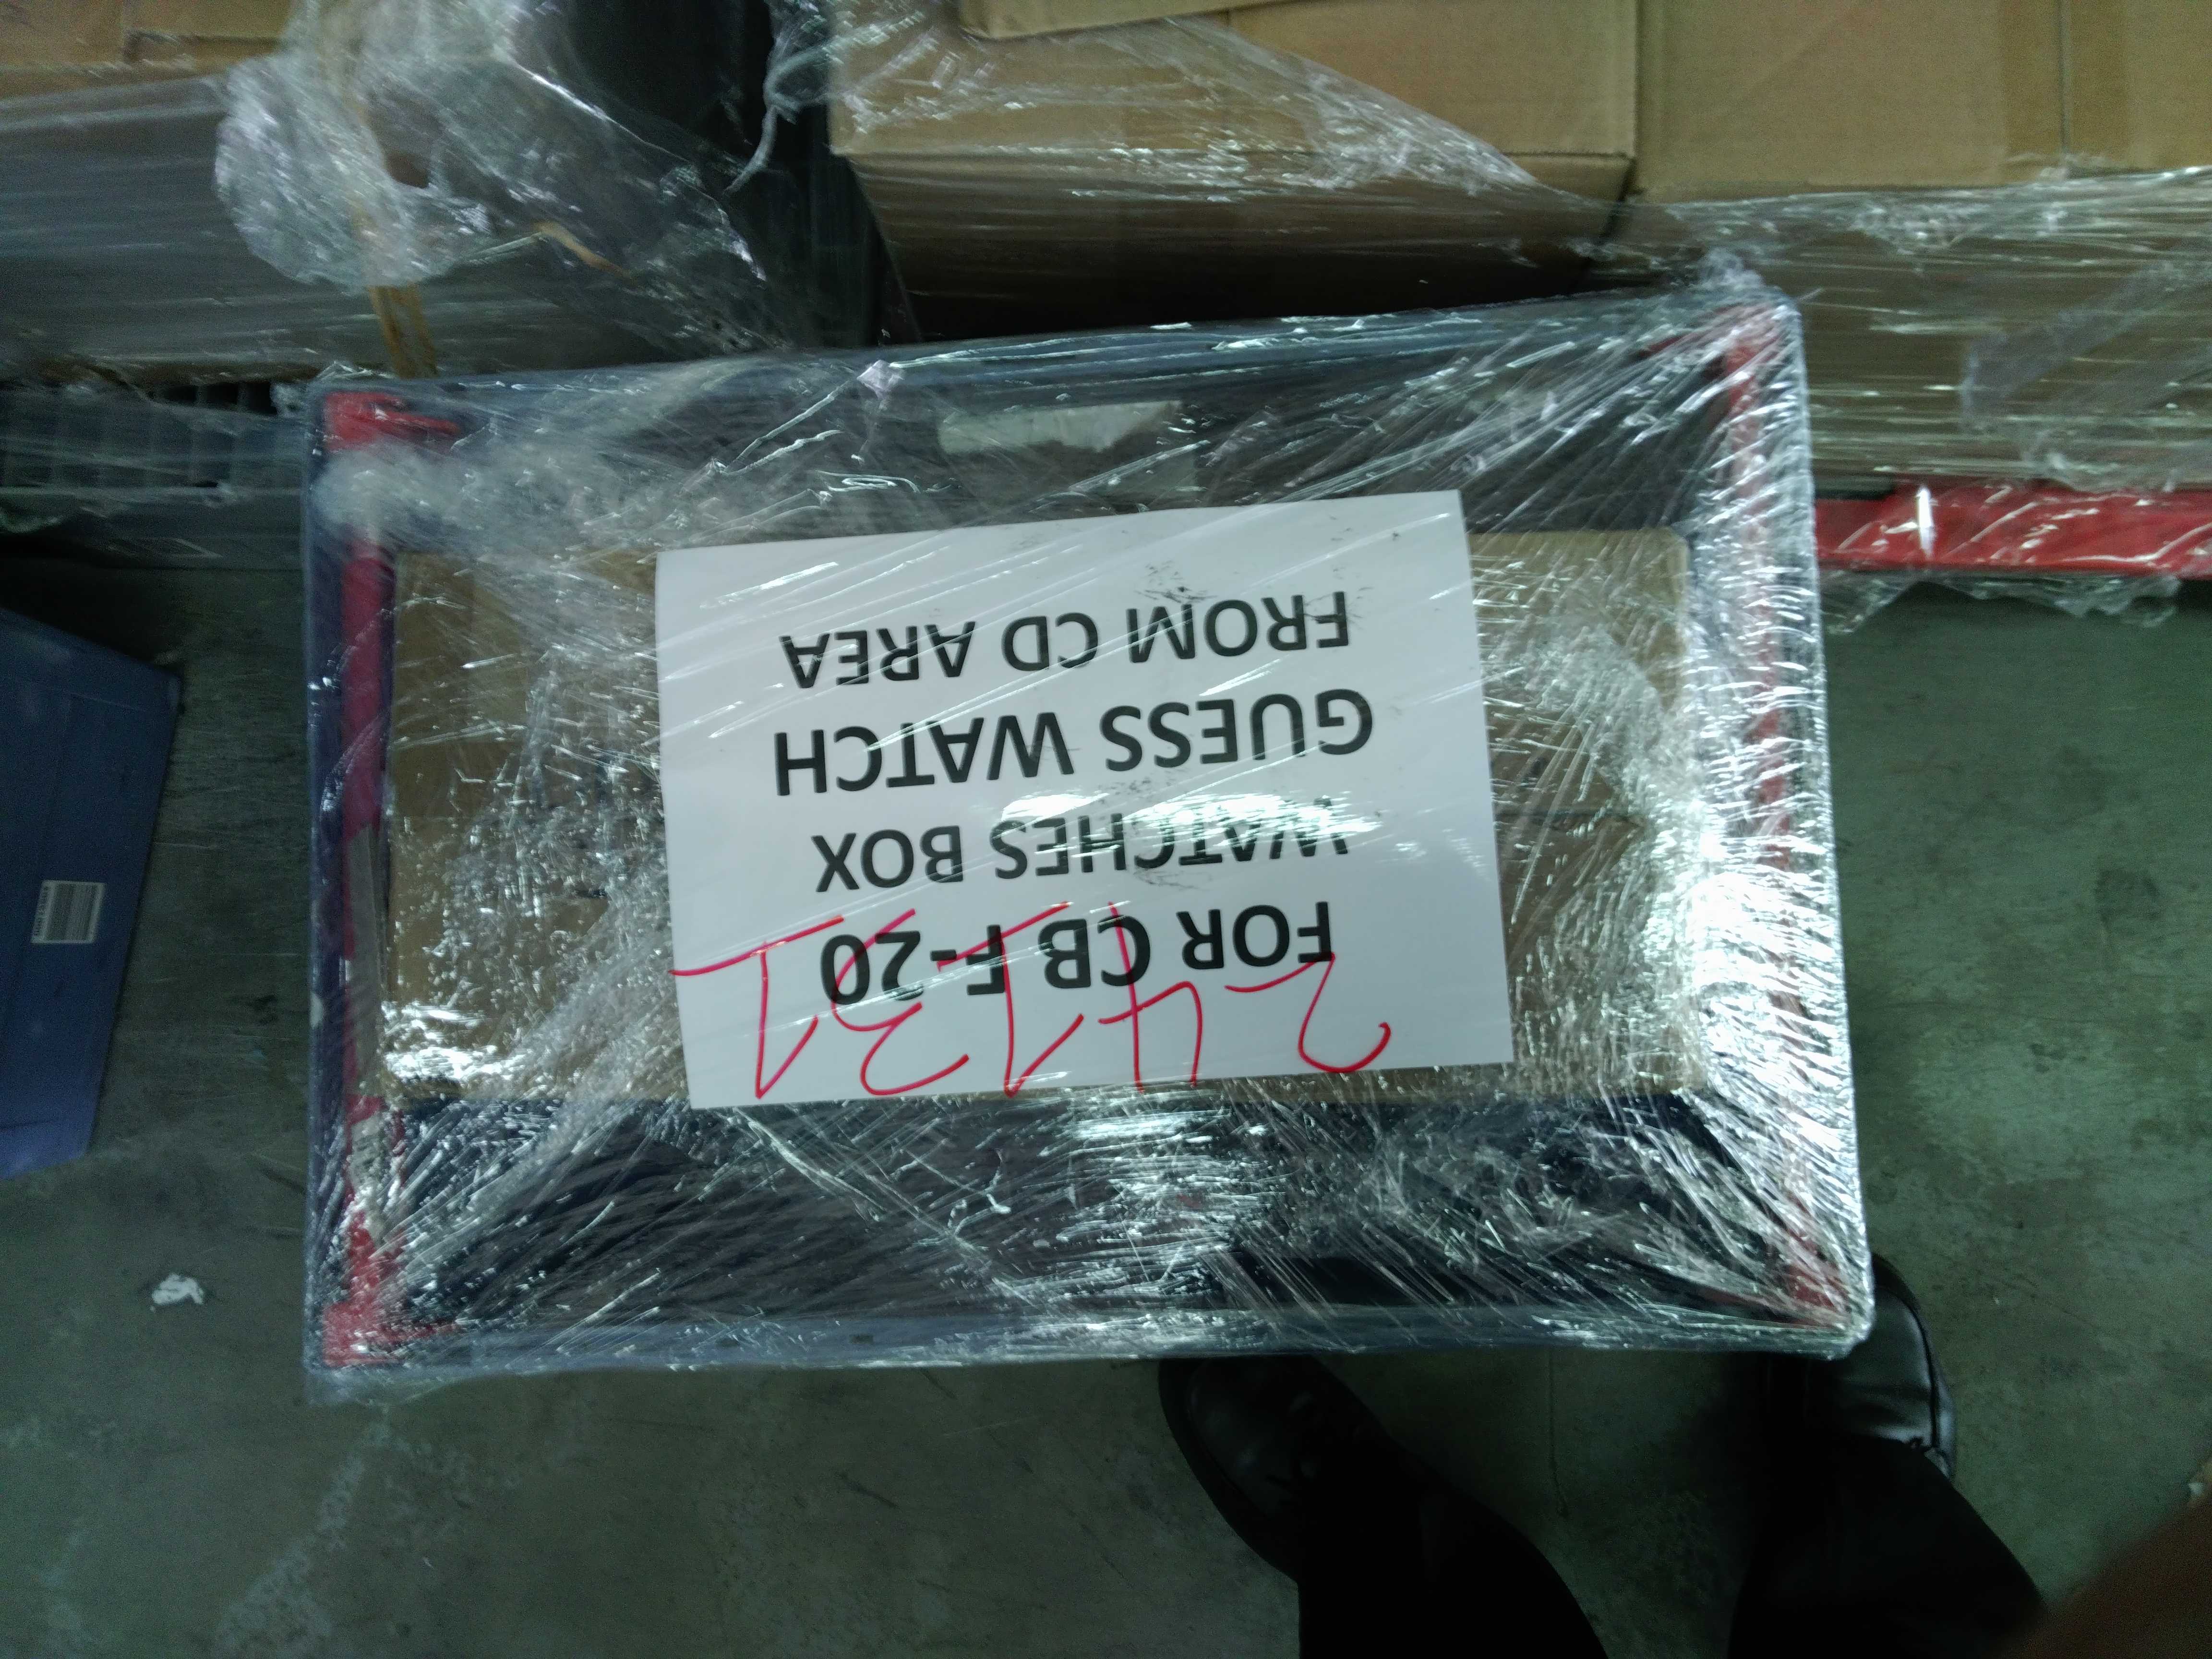 24131
FOR CB F-20
WATCHES BOX
GUESS WATCH
FROM CD AREA